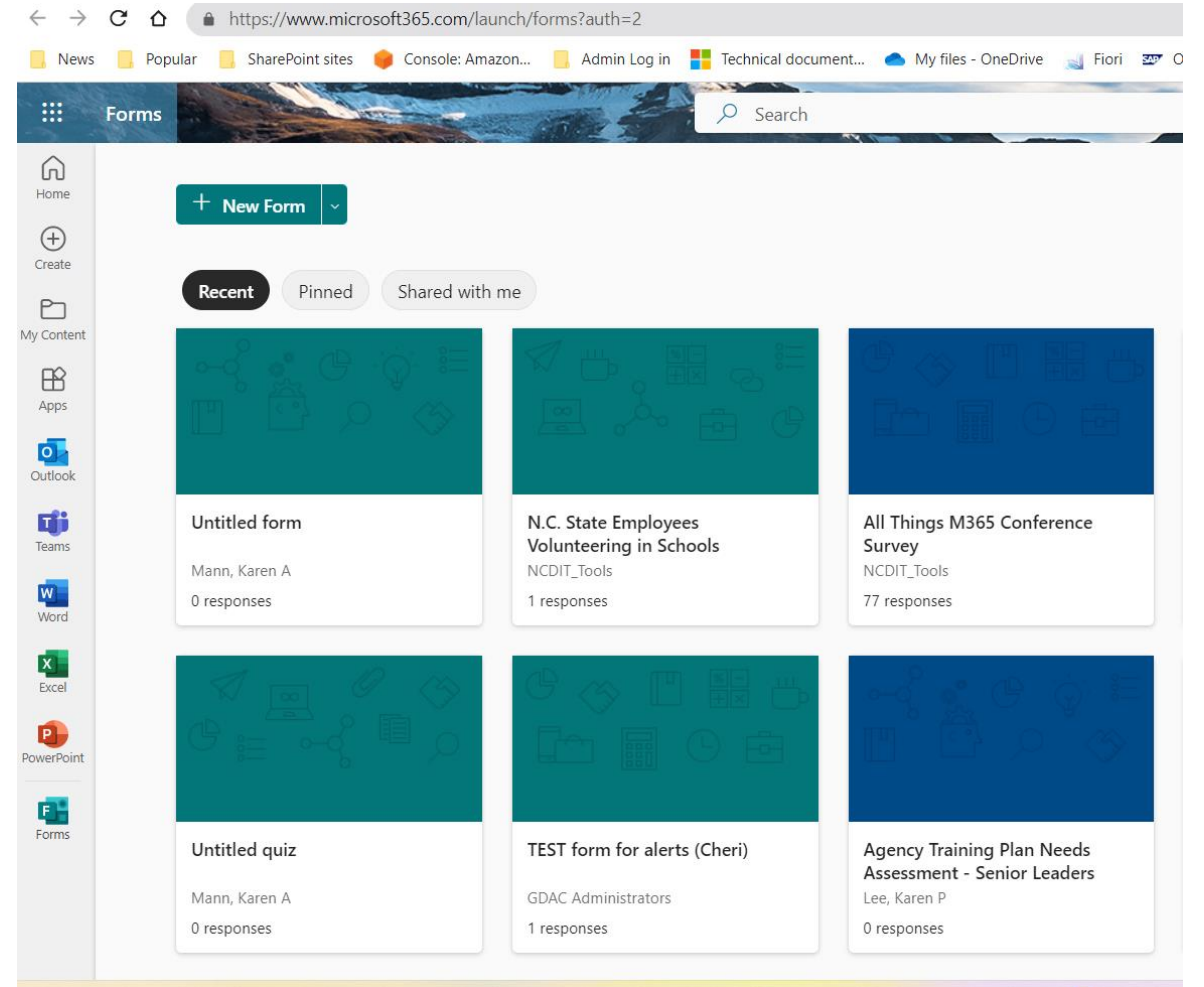 https://www.microsoft365.com/launch/forms?auth=2
News Popular SharePoint sites Console: Amazon... Admin Log in Technical document... My files - OneDrive Fiori SAP O
Forms Search
Home
Create
My Content
Apps
Outlook
Teams
Word
Excel
PowerPoint
Forms
+ New Form
Recent Pinned Shared with me
Untitled form
Mann, Karen A
0 responses
N.C. State Employees
Volunteering in Schools
NCDIT_Tools
1 responses
All Things M365 Conference
Survey
NCDIT_Tools
77 responses
Untitled quiz
Mann, Karen A
0 responses
TEST form for alerts (Cheri)
GDAC Administrators
1 responses
Agency Training Plan Needs
Assessment - Senior Leaders
Lee, Karen P
0 responses